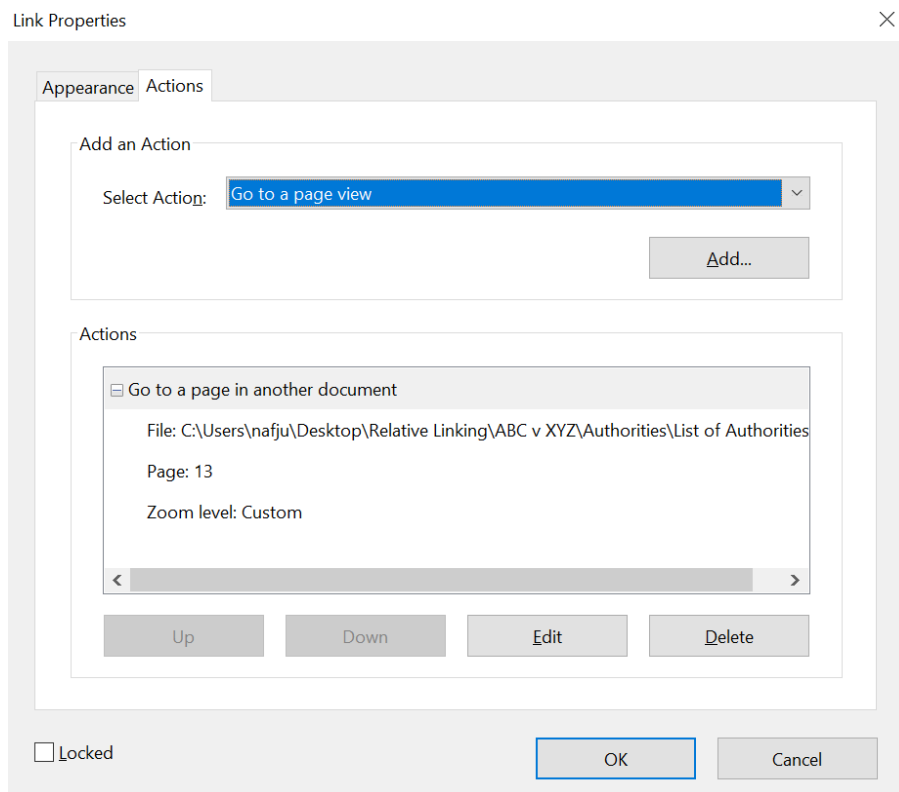 Link Properties
Appearance Actions
Add an Action
Select Action: Go to a page view
Add...
Actions
Go to a page in another document
File: C:\Users\nafju\Desktop\Relative Linking\ABC v XYZ\Authorities\List of Authorities
Page: 13
Zoom level: Custom
Up Down Edit Delete
Locked OK Cancel